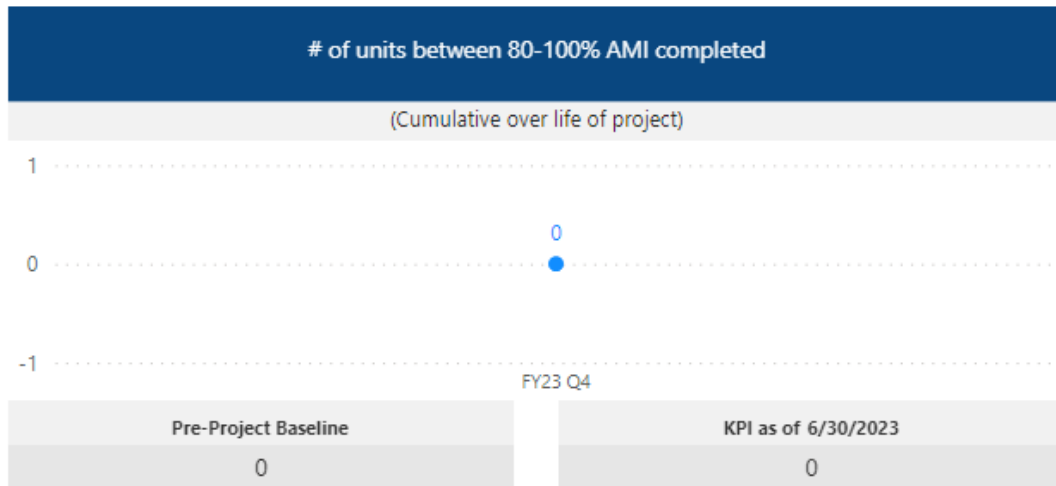 # of units between 80-100% AMI completed
(Cumulative over life of project)
1
0
0
-1
FY23 Q4
Pre-Project Baseline
KPI as of 6/30/2023
0
0